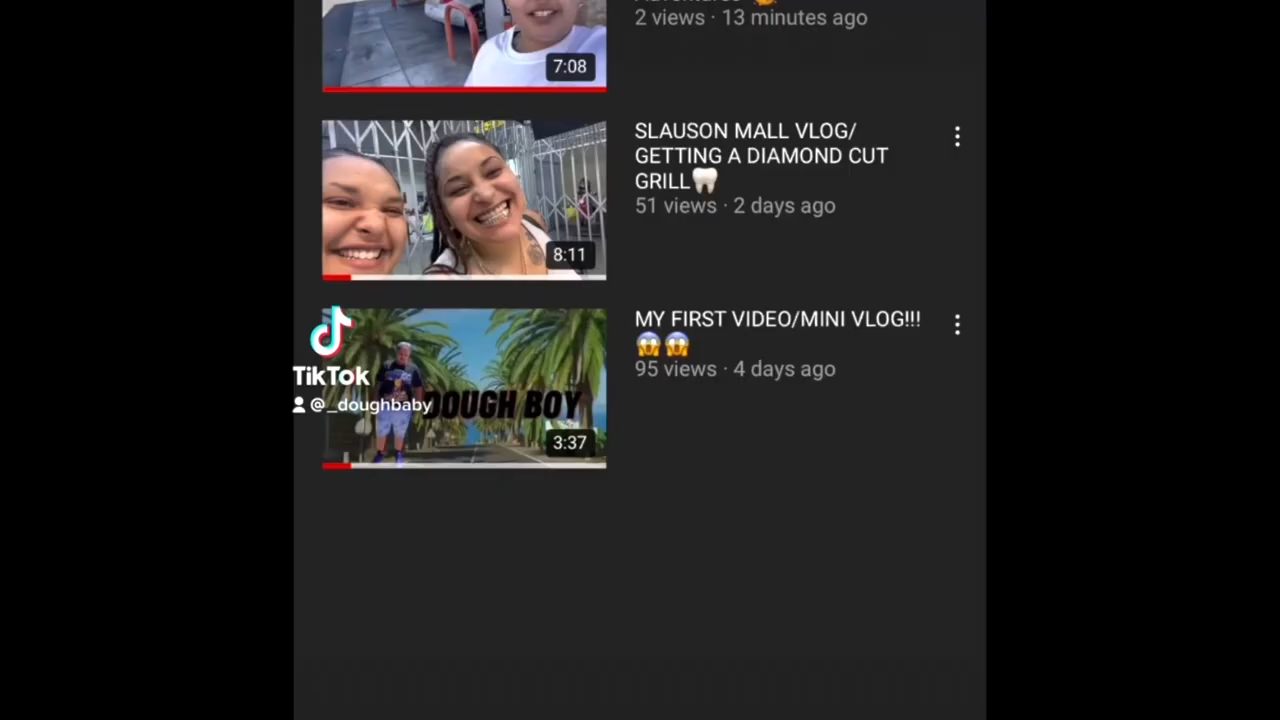 2 views · 13 minutes ago
7:08
SLAUSON MALL VLOG/
GETTING A DIAMOND CUT
GRILL🦷
51 views · 2 days ago
8:11
MY FIRST VIDEO/MINI VLOG!!!
😱😱
95 views · 4 days ago
DOUGH BOY
3:37
TikTok
@_doughbaby